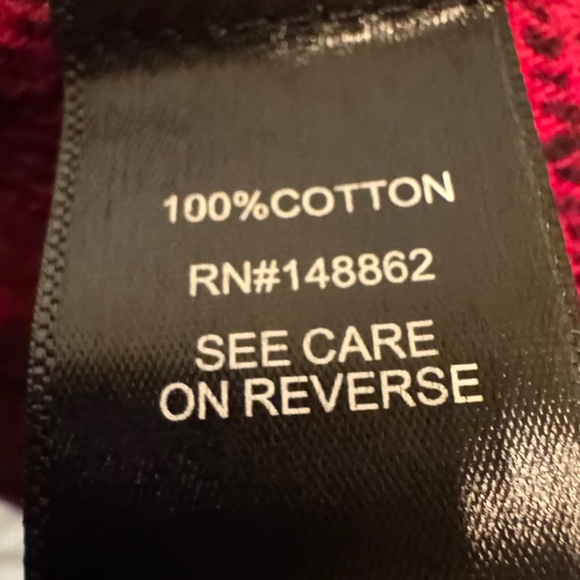 100%COTTON
RN#148862
SEE CARE
ON REVERSE